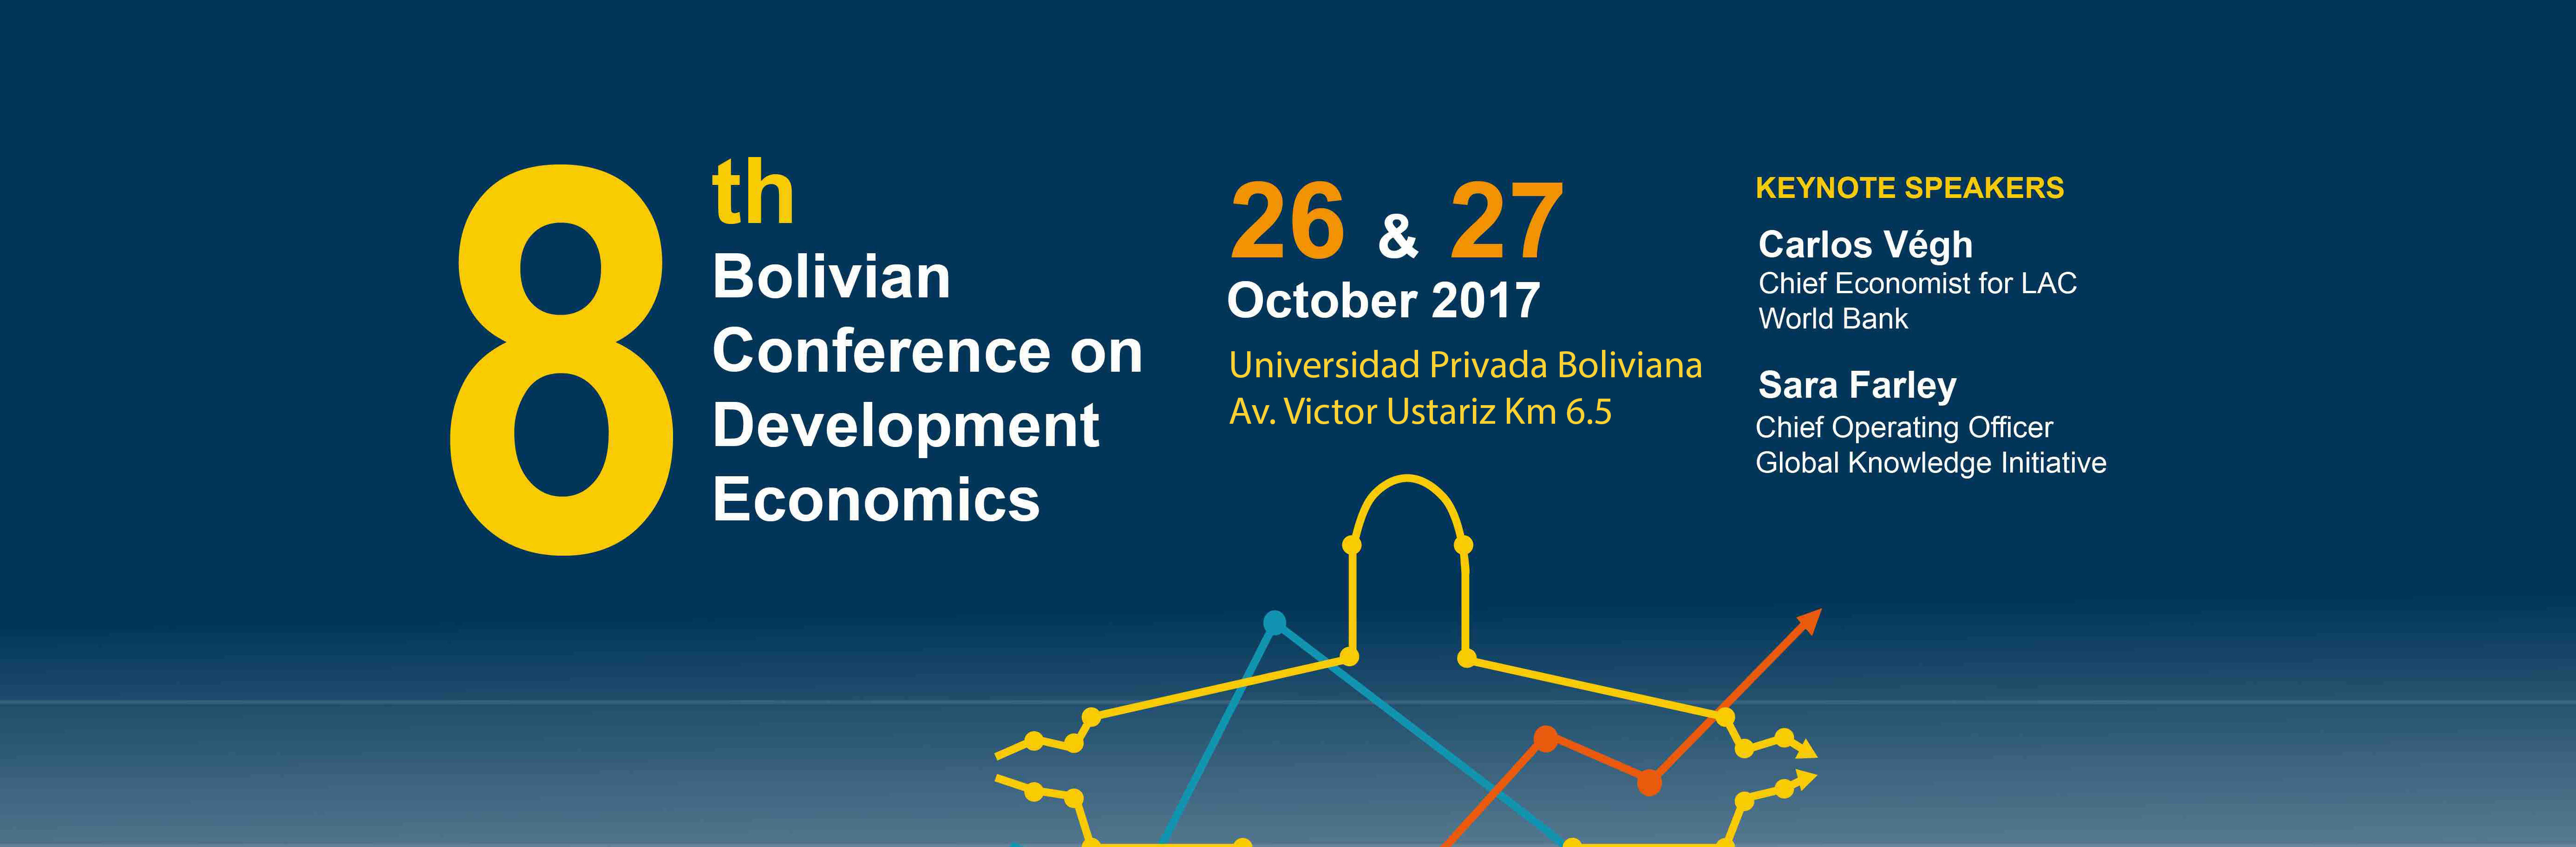 8th
Bolivian
Conference on
Development
Economics
26 & 27
October 2017
Universidad Privada Boliviana
Av. Victor Ustariz Km 6.5
KEYNOTE SPEAKERS
Carlos Végh
Chief Economist for LAC
World Bank
Sara Farley
Chief Operating Officer
Global Knowledge Initiative